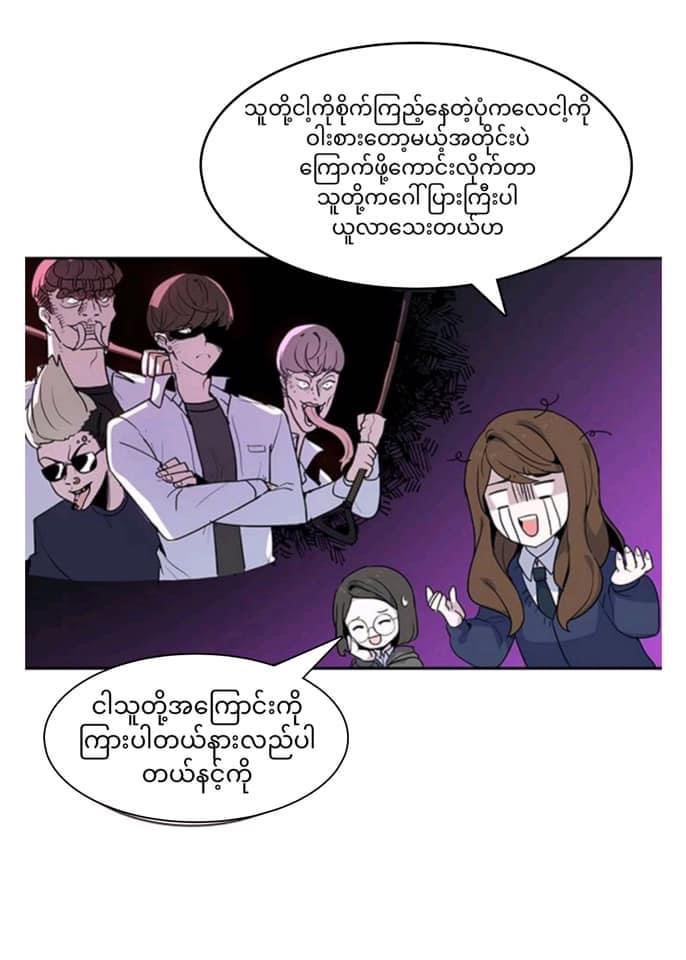 သူတို့ငါ့ကိုစိုက်ကြည့်နေတဲ့ပုံကလေငါ့ကို
ဝါးစားတော့မယ့်အတိုင်းပဲ
ကြောက်ဖို့ကောင်းလိုက်တာ
သူတို့ကဂေါ်ပြားကြီးပါ
ယူလာသေးတယ်ဟ
ငါသူတို့အကြောင်းကို
ကြားပါတယ်နားလည်ပါ
တယ်နင့်ကို